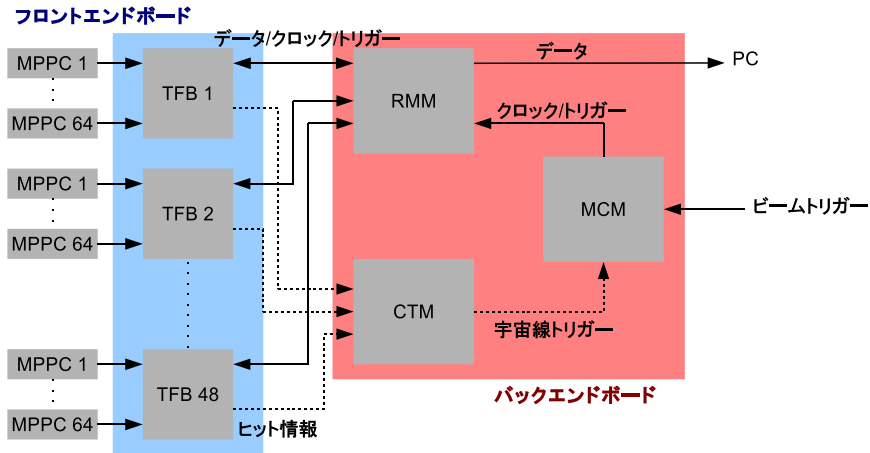 フロントエンドボード
データ/クロック/トリガー
データ
PC
MPPC 1
MPPC 64
TFB 1
RMM
クロック/トリガー
MPPC 1
MPPC 64
TFB 2
MCM
ビームトリガー
CTM
宇宙線トリガー
MPPC 1
MPPC 64
TFB 48
バックエンドボード
ヒット情報